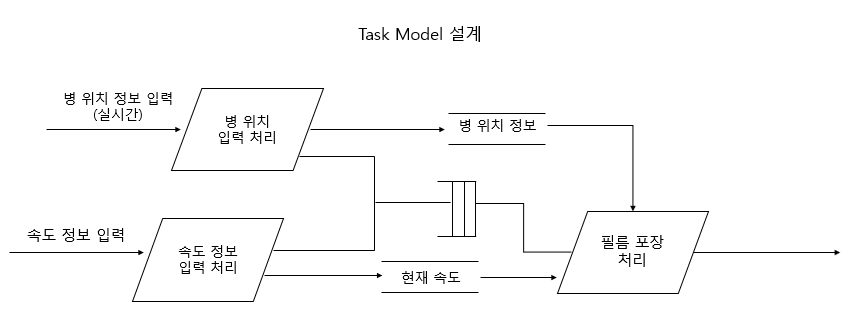 Task Model 설계
병 위치 정보 입력
(실시간)
병 위치
입력 처리
병 위치 정보
속도 정보 입력
속도 정보
입력 처리
현재 속도
필름 포장
처리